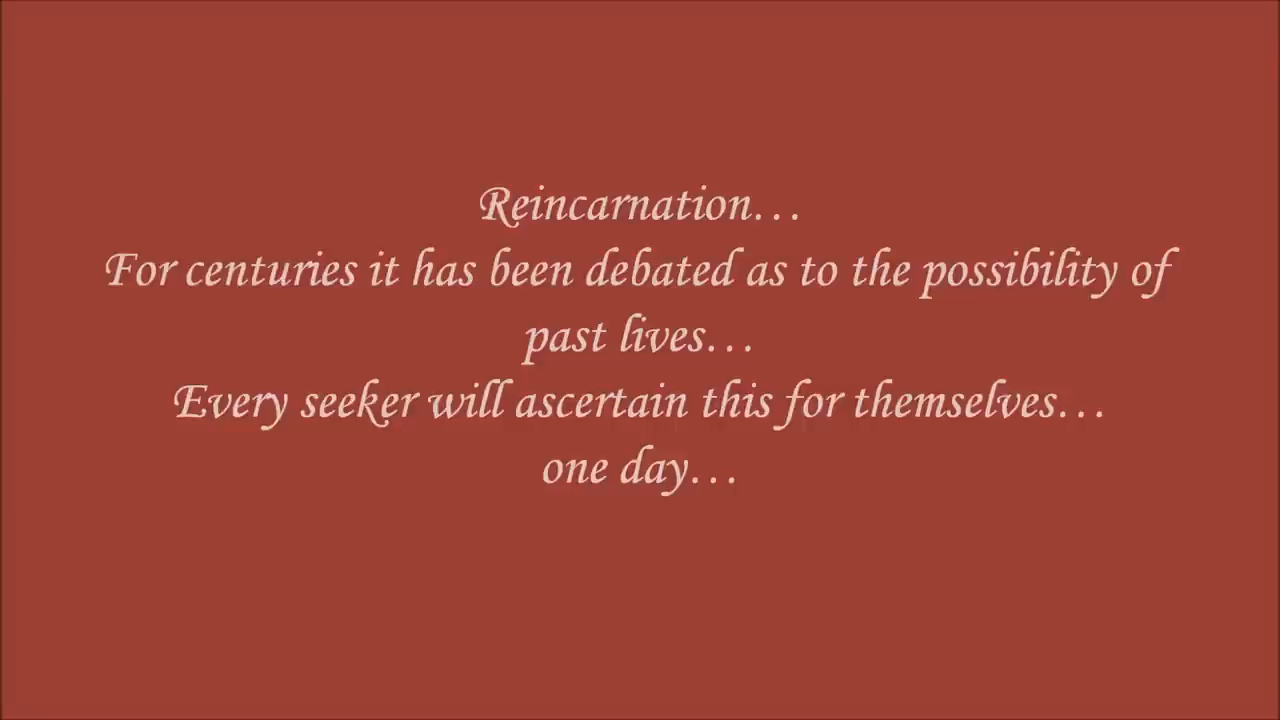 Reincarnation…
For centuries it has been debated as to the possibility of
past lives…
Every seeker will ascertain this for themselves…
one day…